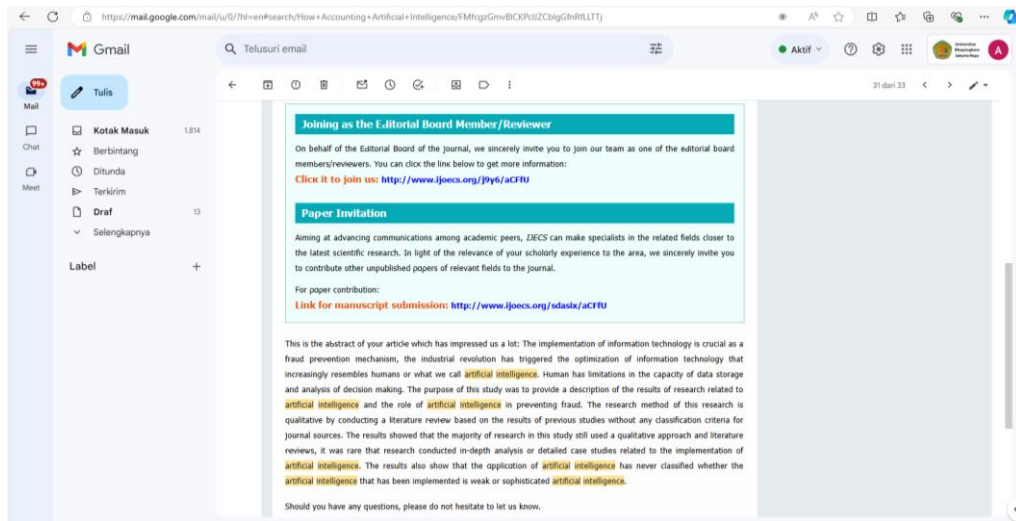 https://mail.google.com/mail/u/0/?hl=en#search/How+Accounting+Artificial+Intelligence/
Gmail
Telusuri email
Aktif
99+
Mail
Chat
Meet
Tulis
31 dari 33
Kotak Masuk 1.814
Berbintang
Ditunda
Terkirim
Draf 13
Selengkapnya
Label +
Joining as the Editorial Board Member/Reviewer
On behalf of the Editorial Board of the journal, we sincerely invite you to join our team as one of the editorial board
members/reviewers. You can click the link below to get more information:
Click it to join us: http://www.ijoecs.org/j9y6/aCFfU
Paper Invitation
Aiming at advancing communications among academic peers, IJECS can make specialists in the related fields closer to
the latest scientific research. In light of the relevance of your scholarly experience to the area, we sincerely invite you
to contribute other unpublished papers of relevant fields to the journal.
For paper contribution:
Link for manuscript submission: http://www.ijoecs.org/sdasix/aCFfU
This is the abstract of your article which has impressed us a lot: The implementation of information technology is crucial as a
fraud prevention mechanism, the industrial revolution has triggered the optimization of information technology that
increasingly resembles humans or what we call artificial intelligence. Human has limitations in the capacity of data storage
and analysis of decision making. The purpose of this study was to provide a description of the results of research related to
artificial intelligence and the role of artificial intelligence in preventing fraud. The research method of this research is
qualitative by conducting a literature review based on the results of previous studies without any classification criteria for
journal sources. The results showed that the majority of research in this study still used a qualitative approach and literature
reviews, it was rare that research conducted in-depth analysis or detailed case studies related to the implementation of
artificial intelligence. The results also show that the application of artificial intelligence has never classified whether the
artificial intelligence that has been implemented is weak or sophisticated artificial intelligence.
Should you have any questions, please do not hesitate to let us know.
A